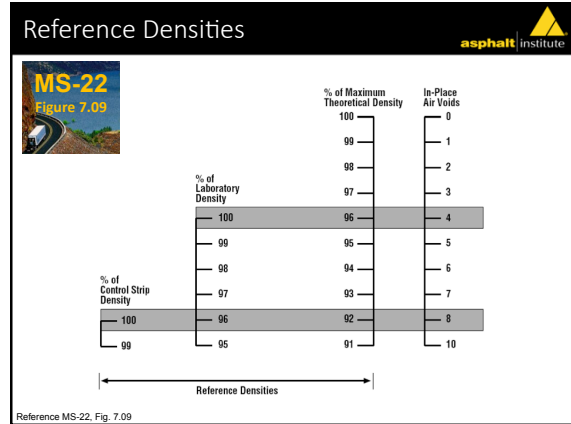 Reference Densities
asphalt institute
MS-22
Figure 7.09
% of Maximum
Theoretical Density
In-Place
Air Voids
100 0
99 1
98 2
% of
Laboratory
Density
97 3
100 96 4
99 95 5
98 94 6
% of
Control Strip
Density
97 93 7
100 96 92 8
99 95 91 10
Reference Densities
Reference MS-22, Fig. 7.09